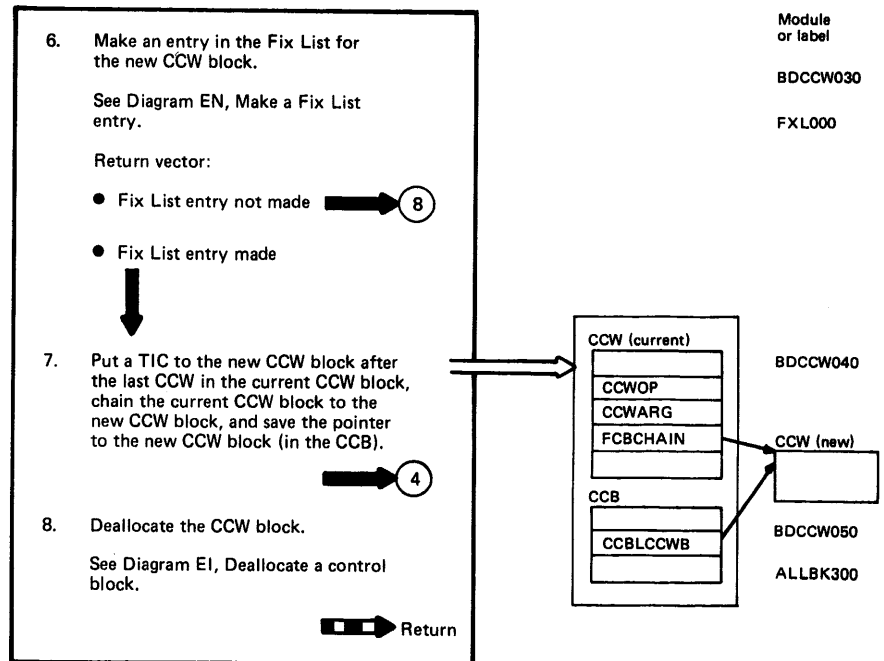 6. Make an entry in the Fix List for
the new CCW block.
See Diagram EN, Make a Fix List
entry.
Return vector:
● Fix List entry not made 8
● Fix List entry made
7. Put a TIC to the new CCW block after
the last CCW in the current CCW block,
chain the current CCW block to the
new CCW block, and save the pointer
to the new CCW block (in the CCB).
4
8. Deallocate the CCW block.
See Diagram EI, Deallocate a control
block.
Return
CCW (current)
CCWOP
CCWARG
FCBCHAIN
CCB
CCBLCCWB
CCW (new)
Module
or label
BDCCW030
FXL000
BDCCW040
BDCCW050
ALLBK300